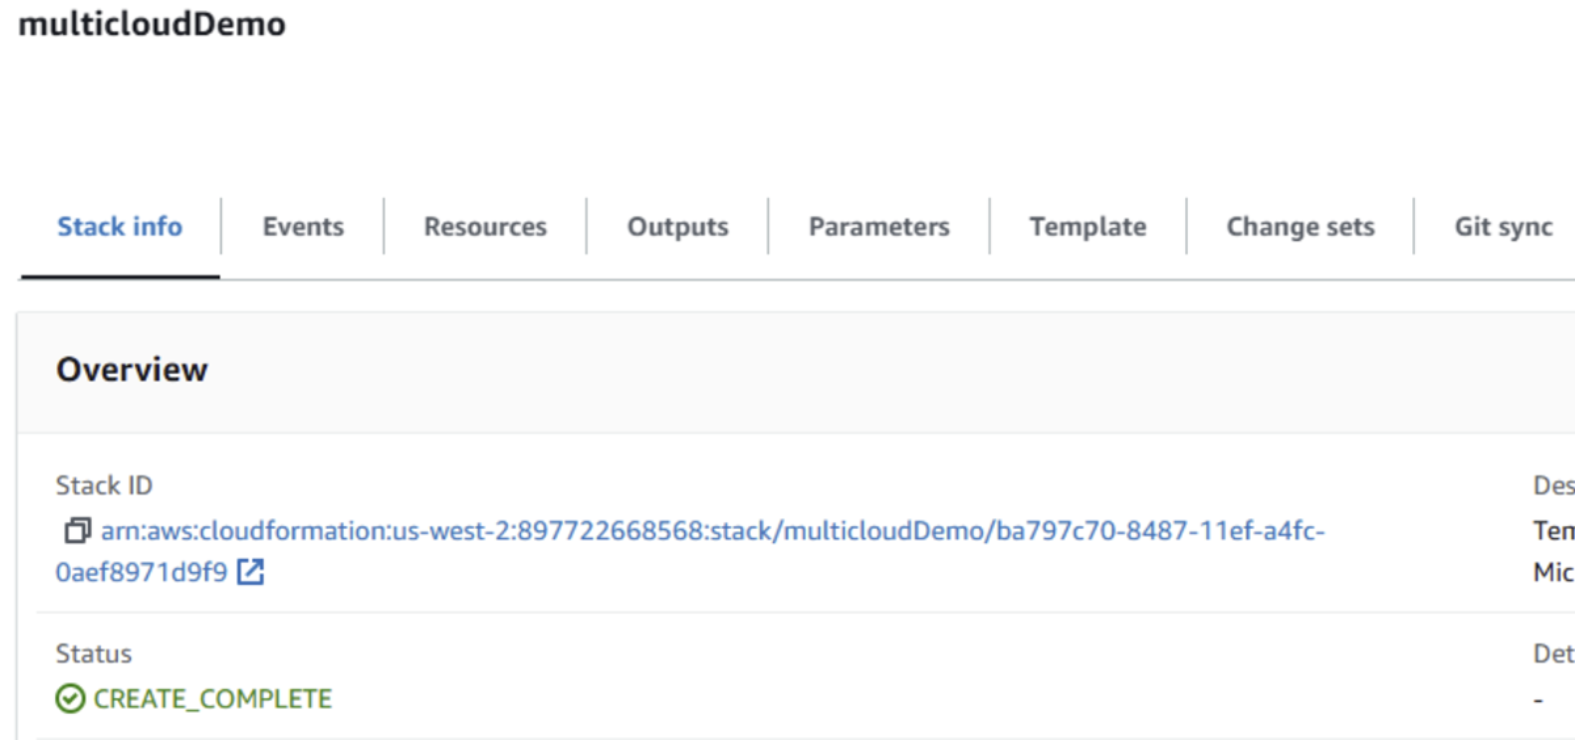 multicloudDemo
Stack info Events Resources Outputs Parameters Template Change sets Git sync
Overview
Stack ID Des
arn:aws:cloudformation:us-west-2:897722668568:stack/multicloudDemo/ba797c70-8487-11ef-a4fc- Tem
0aef8971d9f9 Mic
Status Det
CREATE_COMPLETE -